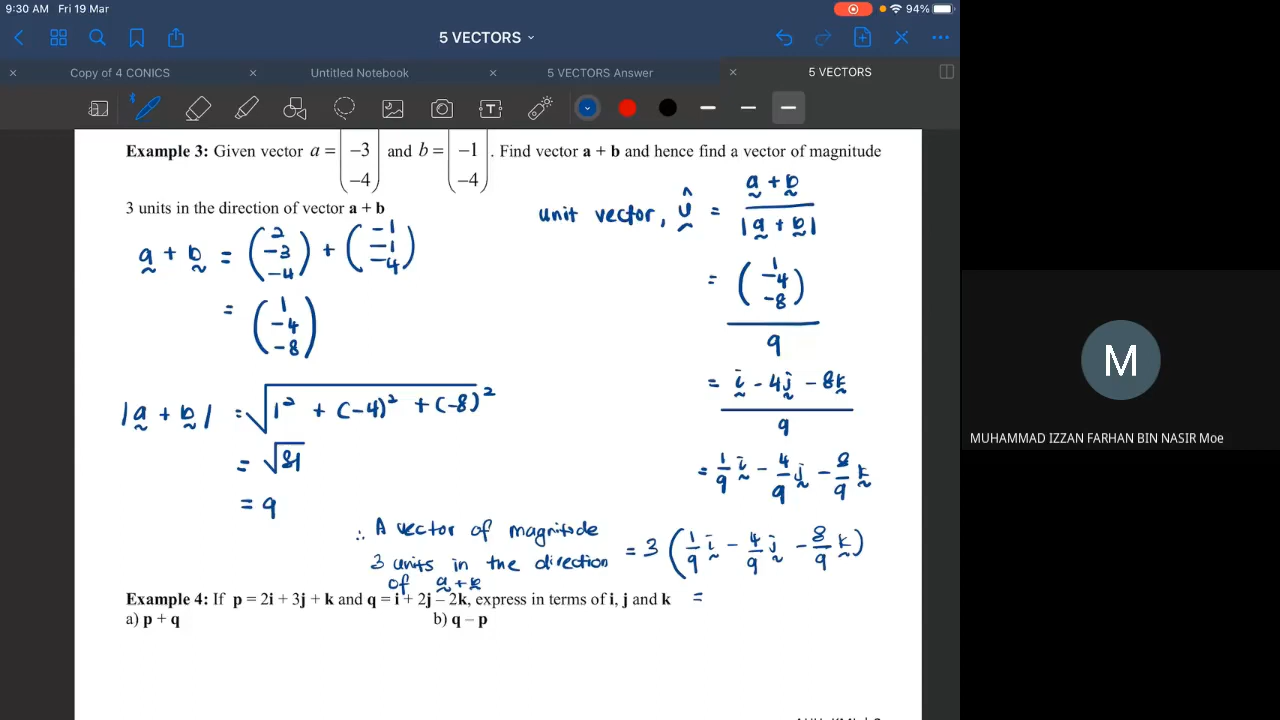 9:30 AM Fri 19 Mar
94%
5 VECTORS
Copy of 4 CONICS
Untitled Notebook
5 VECTORS Answer
5 VECTORS
Example 3: Given vector a = (−3 −4) and b = (−1 −4). Find vector a + b and hence find a vector of magnitude
3 units in the direction of vector a + b
a + b = (2 −3 −4) + (−1 −1 −4)
= (1 −4 −8)
|a + b| = √(1² + (−4)² + (−8)²)
= √81
= 9
unit vector, û = (a + b) / |a + b|
= (1 −4 −8) / 9
= (i − 4j − 8k) / 9
= 1/9 i − 4/9 j − 8/9 k
∴ A vector of magnitude
3 units in the direction
of a + b
= 3 (1/9 i − 4/9 j − 8/9 k)
=
Example 4: If p = 2i + 3j + k and q = i + 2j – 2k, express in terms of i, j and k
a) p + q
b) q – p
M
MUHAMMAD IZZAN FARHAN BIN NASIR Moe